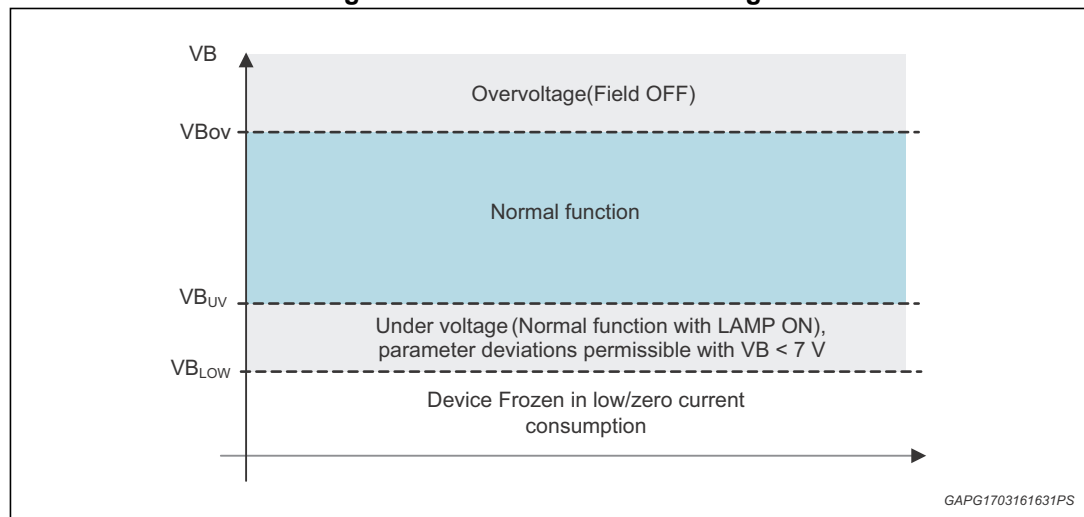 VB
Overvoltage(Field OFF)
VBov
Normal function
VBUV
Under voltage (Normal function with LAMP ON),
parameter deviations permissible with VB < 7 V
VBLOW
Device Frozen in low/zero current
consumption
GAPG1703161631PS